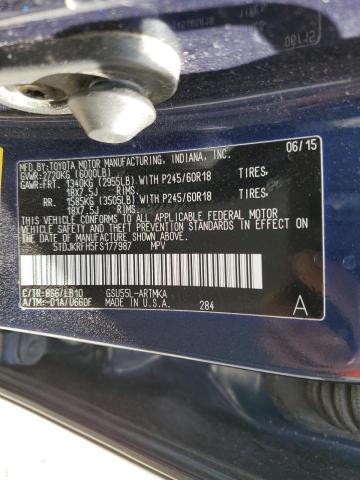 MFD. BY: TOYOTA MOTOR MANUFACTURING, INDIANA, INC. 06/15
GVWR: 2720KG (6000LB)
GAWR: FRT. 1340KG (2955LB) WITH P245/60R18 TIRES,
18X7.5J RIMS.
RR. 1585KG (3505LB) WITH P245/60R18 TIRES,
18X7.5J RIMS.
THIS VEHICLE CONFORMS TO ALL APPLICABLE FEDERAL MOTOR VEHICLE
SAFETY STANDARDS IN EFFECT ON THE DATE OF MANUFACTURE
SHOWN ABOVE.
5TDJKRFH5FS177987 MPV
C/TR: 8S6/LB10 GSU55L-ARTMKA
A/TM: -01A/U660F MADE IN U.S.A. 284 A
06/15